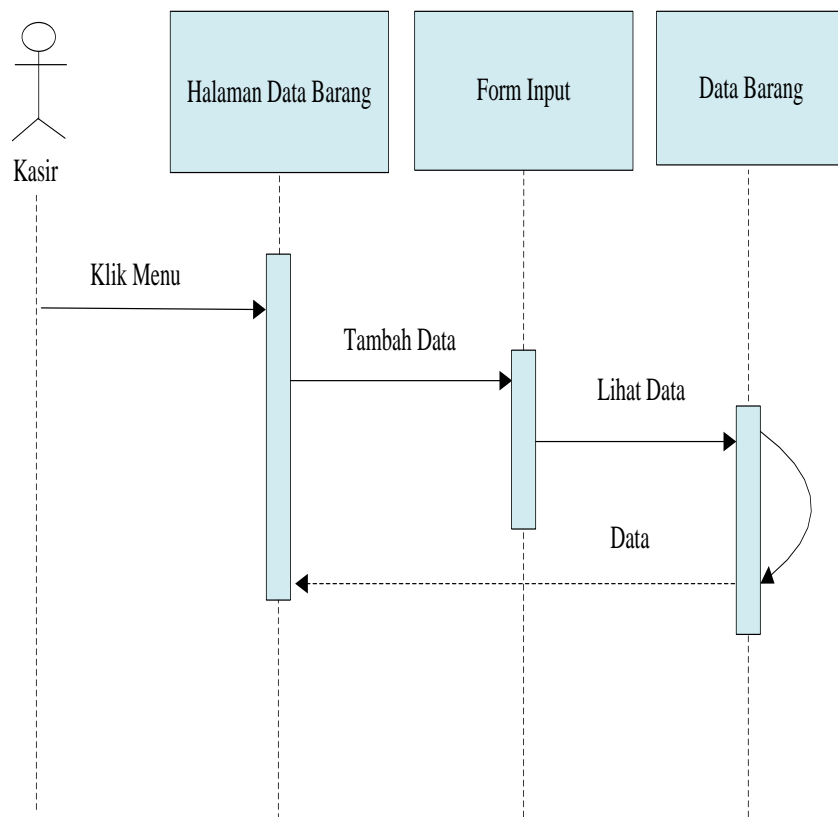 Halaman Data Barang
Form Input
Data Barang
Kasir
Klik Menu
Tambah Data
Lihat Data
Data